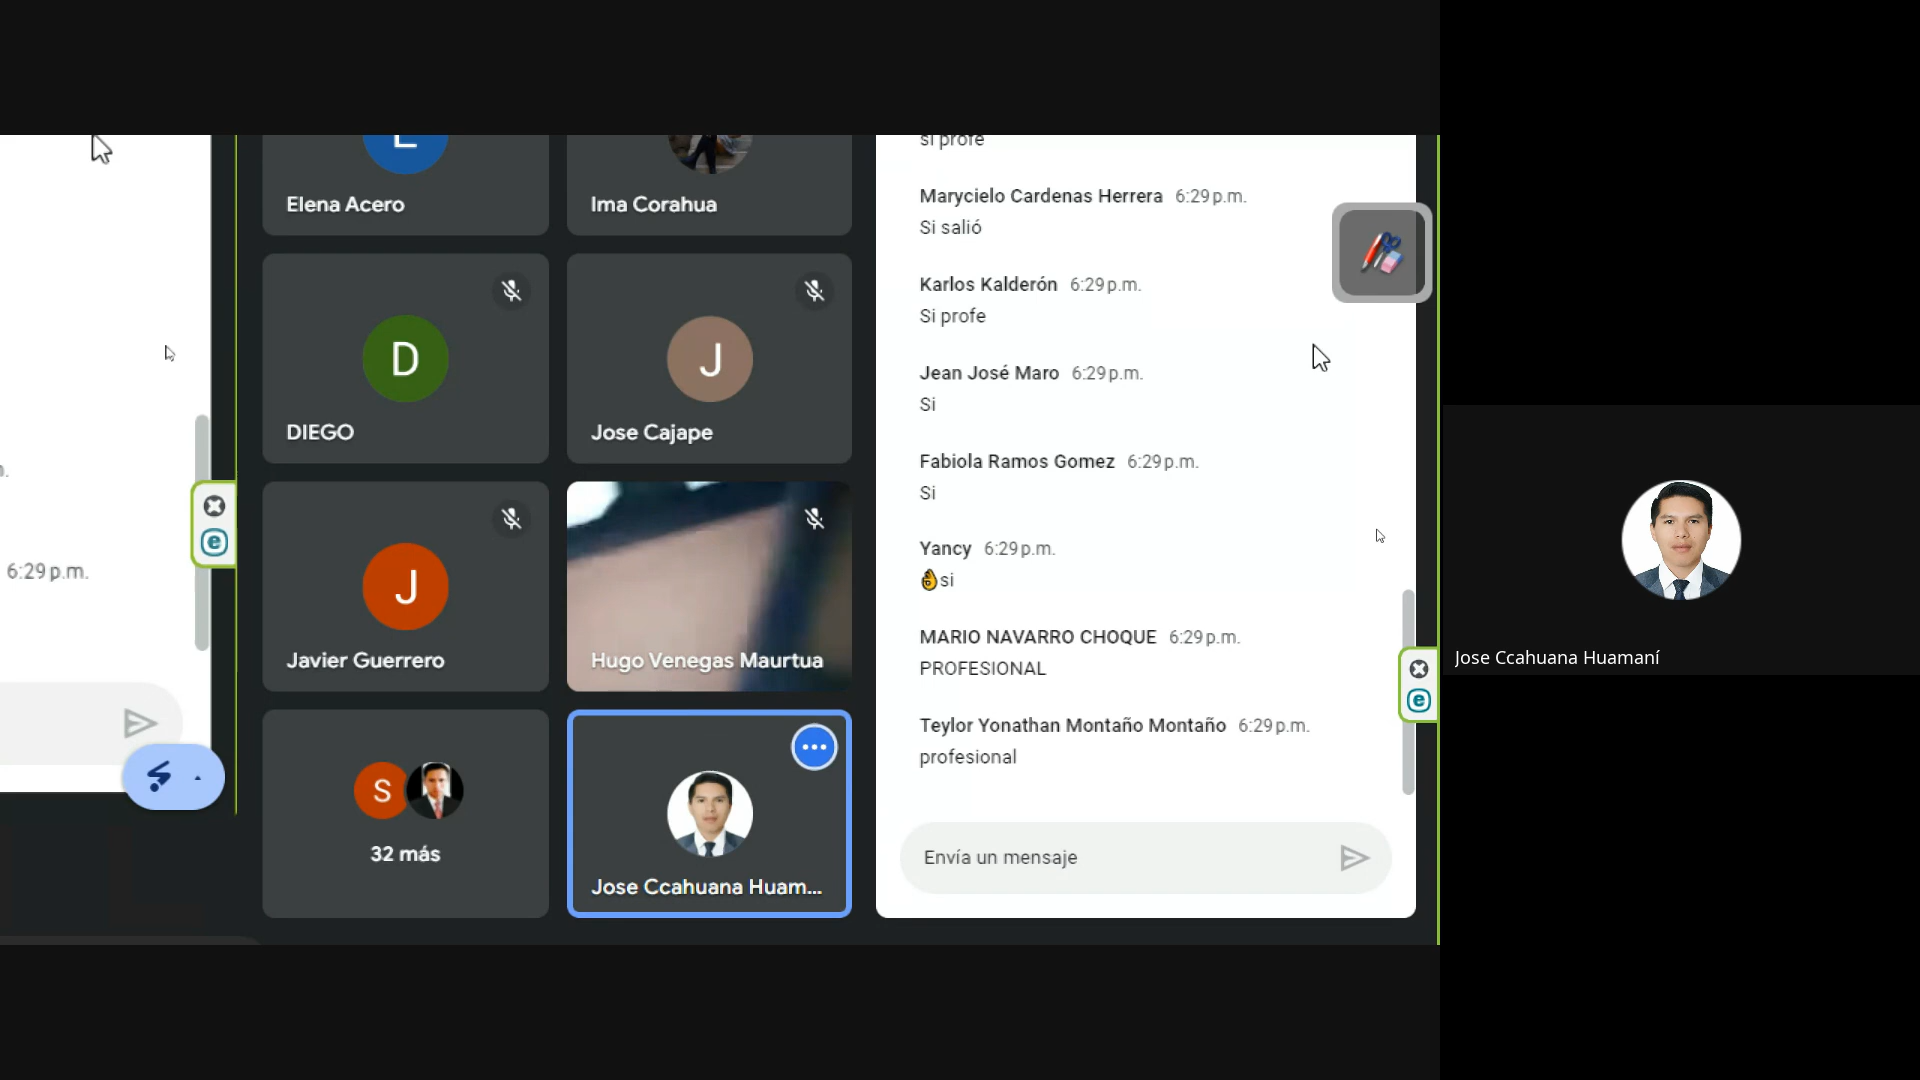 6:29 p.m.
L
Elena Acero
Ima Corahua
D
DIEGO
J
Jose Cajape
J
Javier Guerrero
Hugo Venegas Maurtua
S
32 más
Jose Ccahuana Huam...
si profe
Marycielo Cardenas Herrera 6:29 p.m.
Si salió
Karlos Kalderón 6:29 p.m.
Si profe
Jean José Maro 6:29 p.m.
Si
Fabiola Ramos Gomez 6:29 p.m.
Si
Yancy 6:29 p.m.
👌si
MARIO NAVARRO CHOQUE 6:29 p.m.
PROFESIONAL
Teylor Yonathan Montaño Montaño 6:29 p.m.
profesional
Envía un mensaje
Jose Ccahuana Huamaní